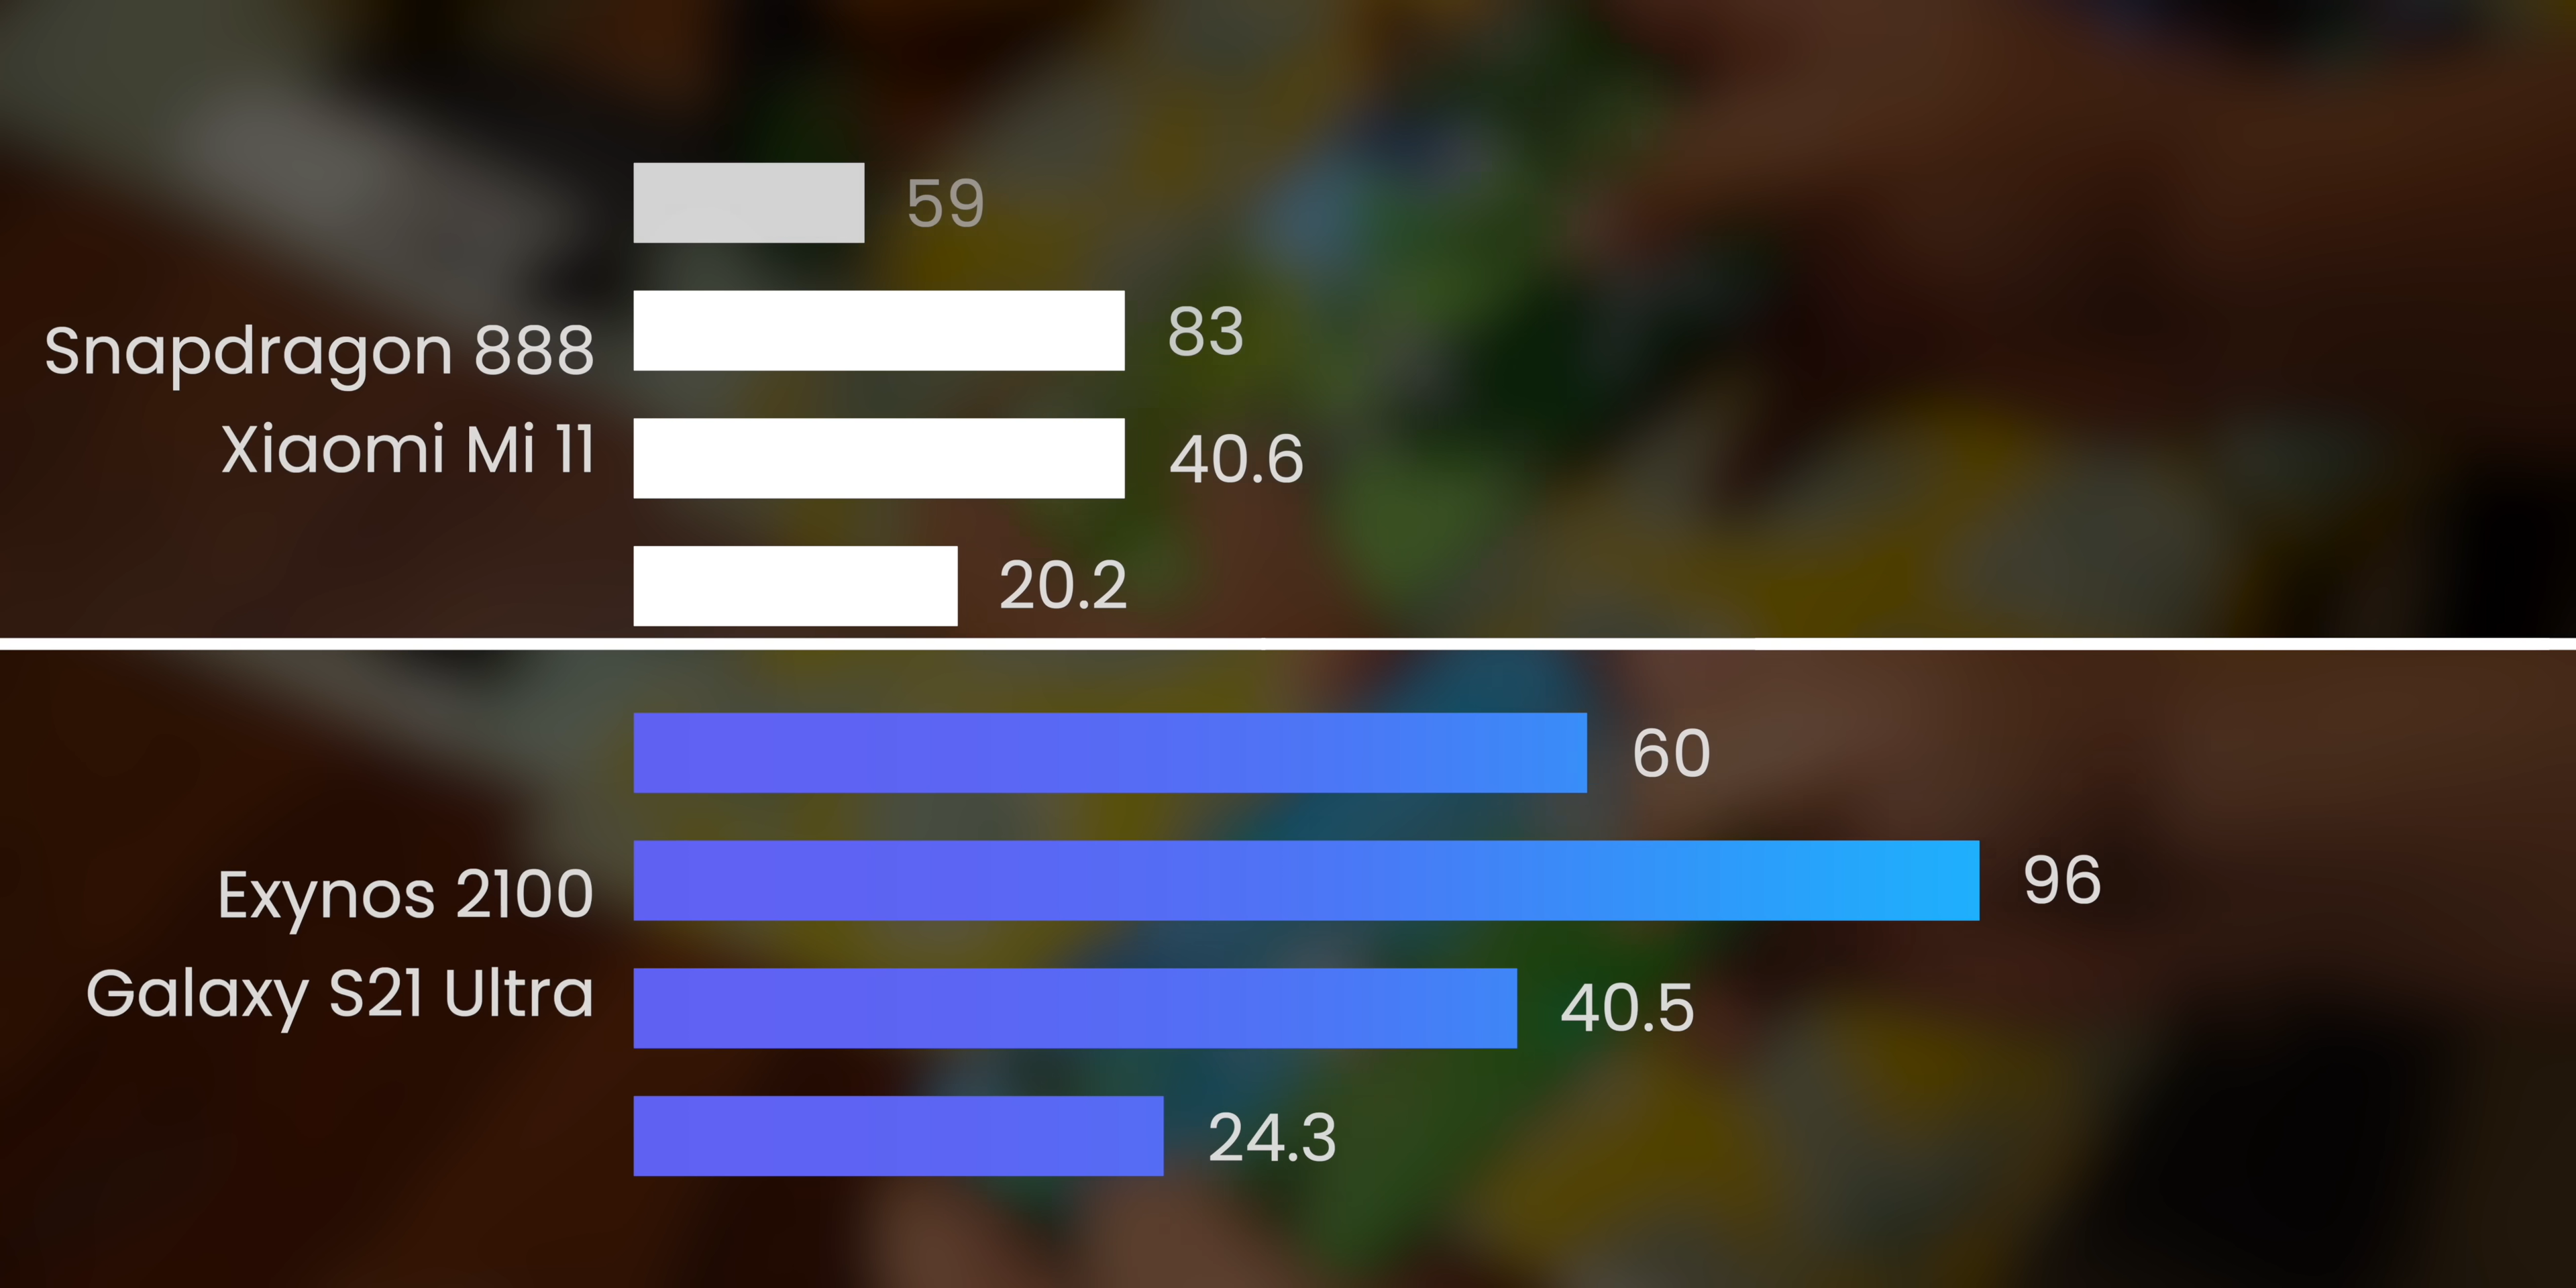 59
83
Snapdragon 888
Xiaomi Mi 11
40.6
20.2
60
96
Exynos 2100
Galaxy S21 Ultra
40.5
24.3